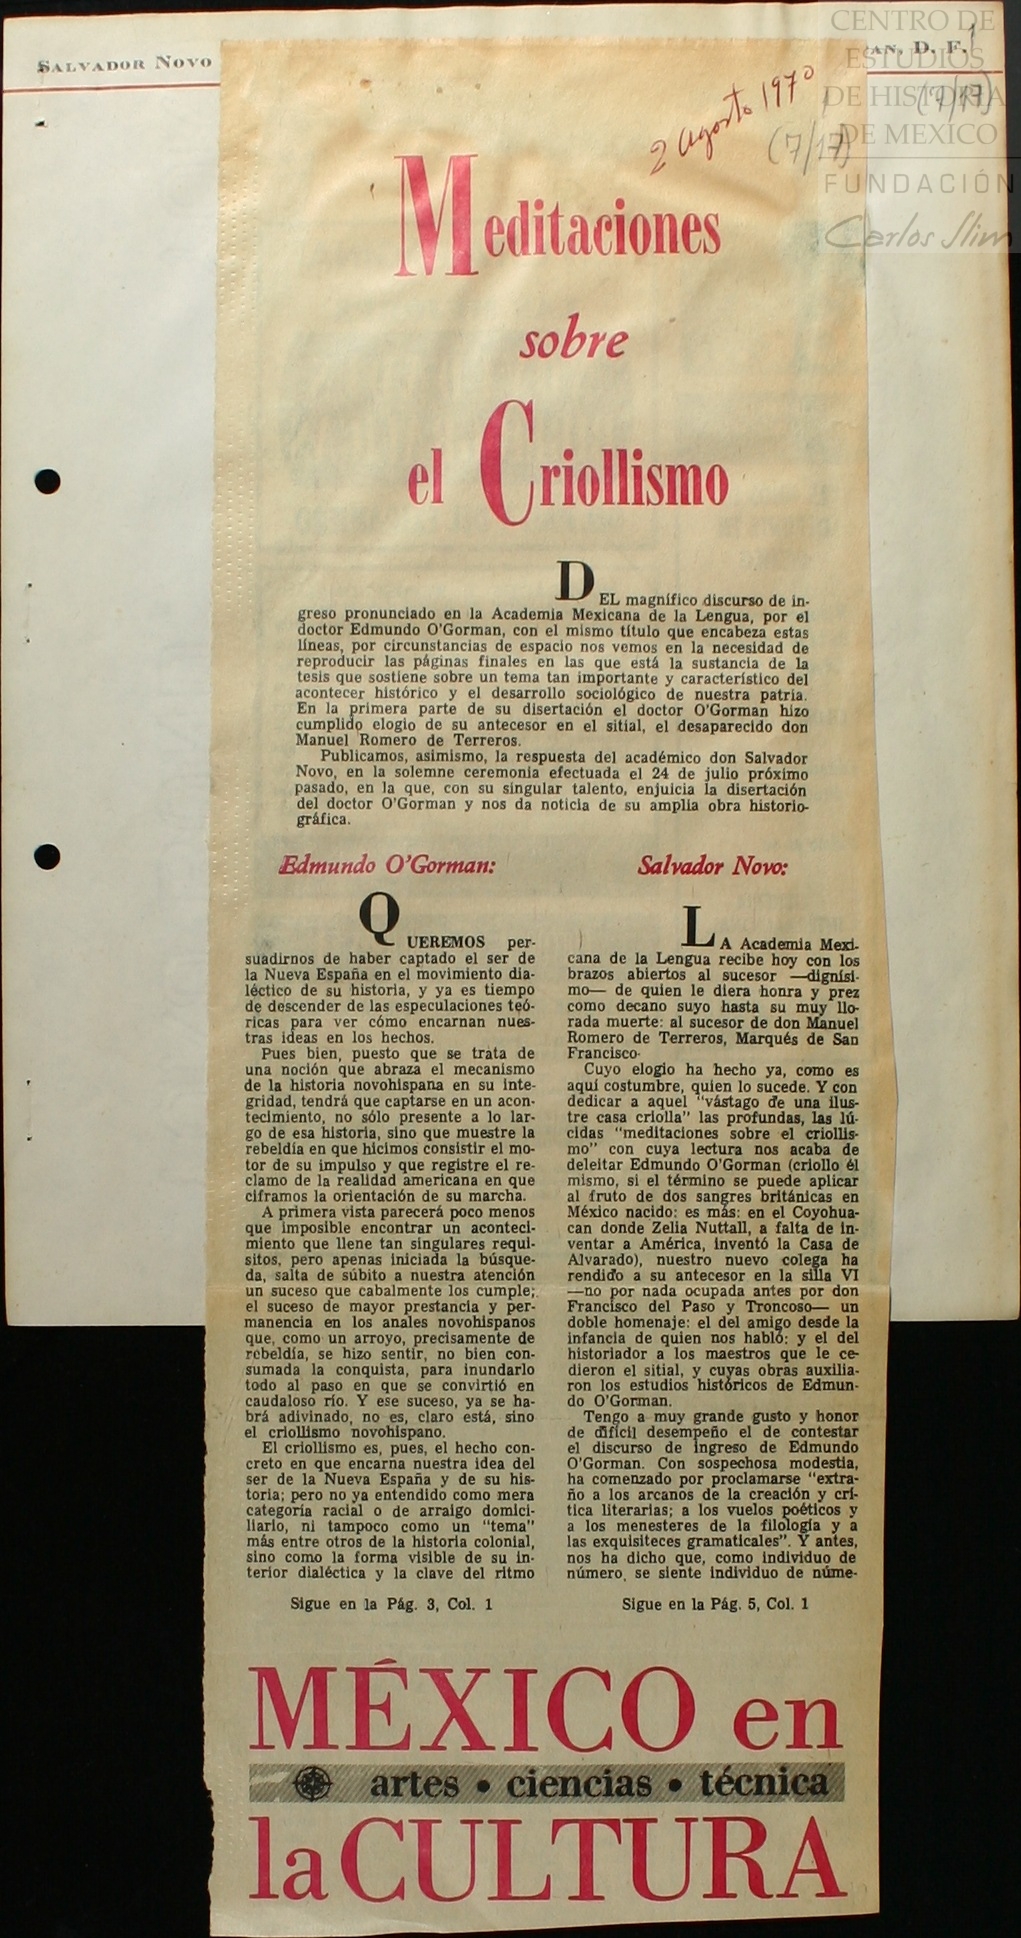 SALVADOR NOVO
AN, D. F.
CENTRO DE
ESTUDIOS
DE HISTORIA
DE MEXICO
FUNDACIÓN
Carlos Slim
1
(7/17)
2 agosto 1970
(7/17)
Meditaciones
sobre
el Criollismo
DEL magnífico discurso de in-
greso pronunciado en la Academia Mexicana de la Lengua, por el
doctor Edmundo O'Gorman, con el mismo título que encabeza estas
líneas, por circunstancias de espacio nos vemos en la necesidad de
reproducir las páginas finales en las que está la sustancia de la
tesis que sostiene sobre un tema tan importante y característico del
acontecer histórico y el desarrollo sociológico de nuestra patria.
En la primera parte de su disertación el doctor O'Gorman hizo
cumplido elogio de su antecesor en el sitial, el desaparecido don
Manuel Romero de Terreros.
Publicamos, asimismo, la respuesta del académico don Salvador
Novo, en la solemne ceremonia efectuada el 24 de julio próximo
pasado, en la que, con su singular talento, enjuicia la disertación
del doctor O'Gorman y nos da noticia de su amplia obra historio-
gráfica.
Edmundo O'Gorman:
QUEREMOS per-
suadirnos de haber captado el ser de
la Nueva España en el movimiento dia-
léctico de su historia, y ya es tiempo
de descender de las especulaciones teó-
ricas para ver cómo encarnan nues-
tras ideas en los hechos.
Pues bien, puesto que se trata de
una noción que abraza el mecanismo
de la historia novohispana en su inte-
gridad, tendrá que captarse en un acon-
tecimiento, no sólo presente a lo lar-
go de esa historia, sino que muestre la
rebeldía en que hicimos consistir el mo-
tor de su impulso y que registre el re-
clamo de la realidad americana en que
ciframos la orientación de su marcha.
A primera vista parecerá poco menos
que imposible encontrar un aconteci-
miento que llene tan singulares requi-
sitos, pero apenas iniciada la búsque-
da, salta de súbito a nuestra atención
un suceso que cabalmente los cumple;
el suceso de mayor prestancia y per-
manencia en los anales novohispanos
que, como un arroyo, precisamente de
rebeldía, se hizo sentir, no bien con-
sumada la conquista, para inundarlo
todo al paso en que se convirtió en
caudaloso río. Y ese suceso, ya se ha-
brá adivinado, no es, claro está, sino
el criollismo novohispano.
El criollismo es, pues, el hecho con-
creto en que encarna nuestra idea del
ser de la Nueva España y de su his-
toria; pero no ya entendido como mera
categoría racial o de arraigo domici-
liario, ni tampoco como un "tema"
más entre otros de la historia colonial,
sino como la forma visible de su in-
terior dialéctica y la clave del ritmo
Sigue en la Pág. 3, Col. 1
Salvador Novo:
LA Academia Mexi-
cana de la Lengua recibe hoy con los
brazos abiertos al sucesor —dignísi-
mo— de quien le diera honra y prez
como decano suyo hasta su muy llo-
rada muerte: al sucesor de don Manuel
Romero de Terreros, Marqués de San
Francisco.
Cuyo elogio ha hecho ya, como es
aquí costumbre, quien lo sucede. Y con
dedicar a aquel "vástago de una ilus-
tre casa criolla" las profundas, las lú-
cidas "meditaciones sobre el criollis-
mo" con cuya lectura nos acaba de
deleitar Edmundo O'Gorman (criollo él
mismo, si el término se puede aplicar
al fruto de dos sangres británicas en
México nacido: es más: en el Coyohua-
can donde Zelia Nuttall, a falta de in-
ventar a América, inventó la Casa de
Alvarado), nuestro nuevo colega ha
rendido a su antecesor en la silla VI
—no por nada ocupada antes por don
Francisco del Paso y Troncoso— un
doble homenaje: el del amigo desde la
infancia de quien nos habló: y el del
historiador a los maestros que le ce-
dieron el sitial, y cuyas obras auxilia-
ron los estudios históricos de Edmun-
do O'Gorman.
Tengo a muy grande gusto y honor
de difícil desempeño el de contestar
el discurso de ingreso de Edmundo
O'Gorman. Con sospechosa modestia,
ha comenzado por proclamarse "extra-
ño a los arcanos de la creación y crí-
tica literarias; a los vuelos poéticos y
a los menesteres de la filología y a
las exquisiteces gramaticales". Y antes,
nos ha dicho que, como individuo de
número, se siente individuo de núme-
Sigue en la Pág. 5, Col. 1
MÉXICO en
artes • ciencias • técnica
la CULTURA